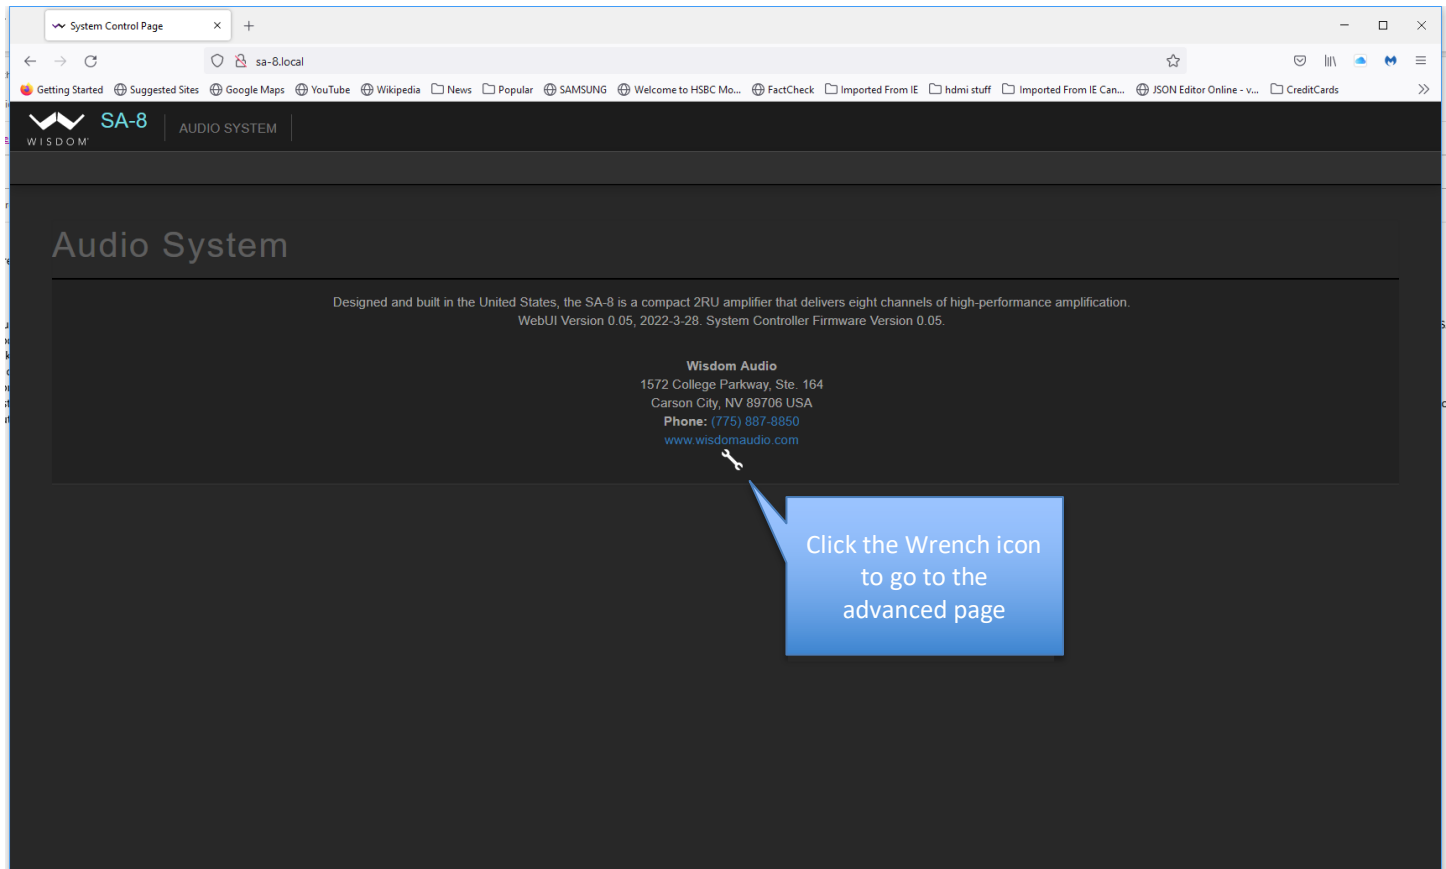 System Control Page
sa-8.local
Getting Started Suggested Sites Google Maps YouTube Wikipedia News Popular SAMSUNG Welcome to HSBC Mo... FactCheck Imported From IE hdmi stuff Imported From IE Can... JSON Editor Online - v... CreditCards
WISDOM SA-8 AUDIO SYSTEM
Audio System
Designed and built in the United States, the SA-8 is a compact 2RU amplifier that delivers eight channels of high-performance amplification.
WebUI Version 0.05, 2022-3-28. System Controller Firmware Version 0.05.
Wisdom Audio
1572 College Parkway, Ste. 164
Carson City, NV 89706 USA
Phone: (775) 887-8850
www.wisdomaudio.com
Click the Wrench icon
to go to the
advanced page